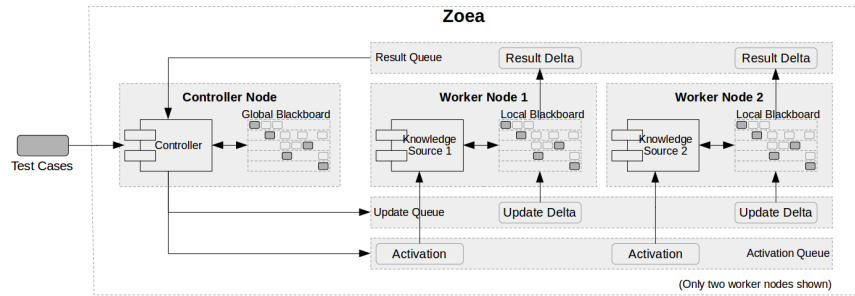 Zoea
Result Queue
Result Delta
Result Delta
Controller Node
Worker Node 1
Worker Node 2
Global Blackboard
Local Blackboard
Local Blackboard
Controller
Knowledge
Source 1
Knowledge
Source 2
Test Cases
Update Queue
Update Delta
Update Delta
Activation
Activation
Activation Queue
(Only two worker nodes shown)